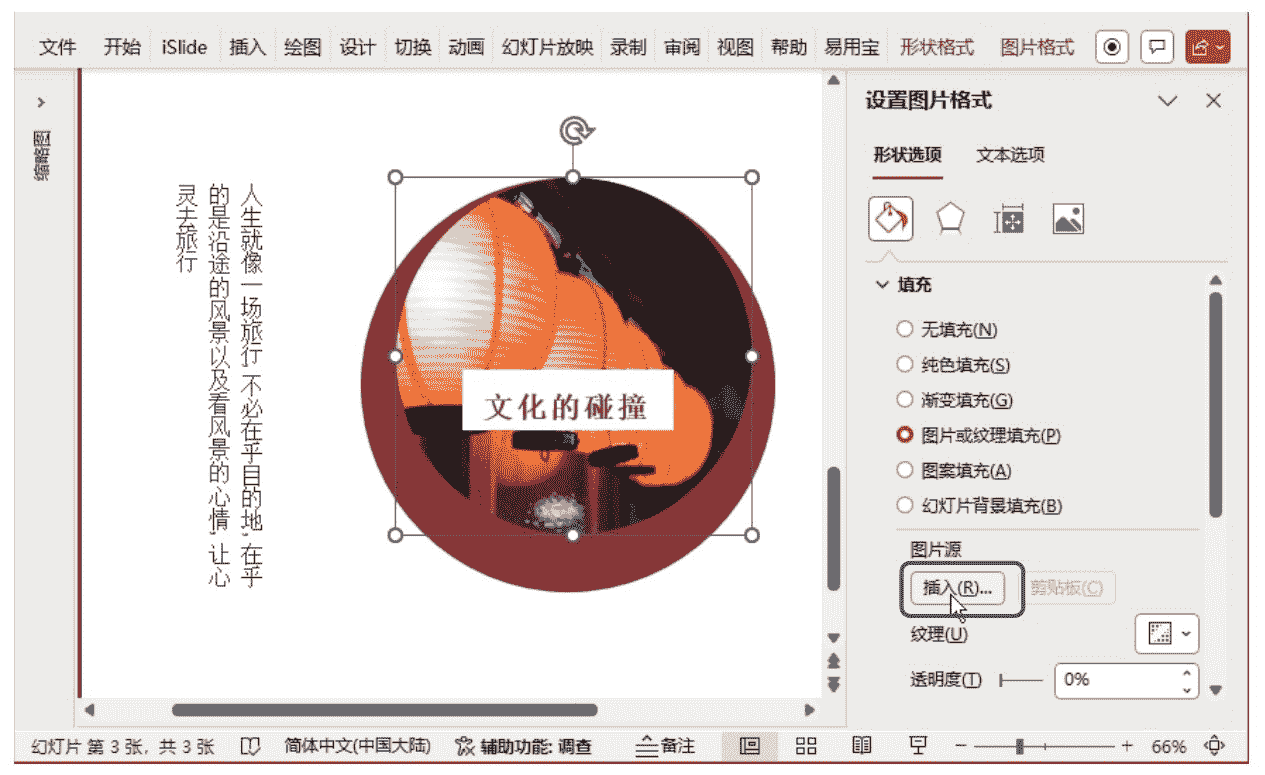 文件 开始 iSlide 插入 绘图 设计 切换 动画 幻灯片放映 录制 审阅 视图 帮助 易用宝 形状格式 图片格式
缩略图
人生就像一场旅行,不必在乎目的地,在乎
的是沿途的风景以及看风景的心情,让心
灵去旅行
文化的碰撞
设置图片格式
形状选项 文本选项
填充
无填充(N)
纯色填充(S)
渐变填充(G)
图片或纹理填充(P)
图案填充(A)
幻灯片背景填充(B)
图片源
插入(R)... 剪贴板(C)
纹理(U)
透明度(T) 0%
幻灯片 第 3 张，共 3 张 简体中文(中国大陆) 辅助功能: 调查 备注 66%